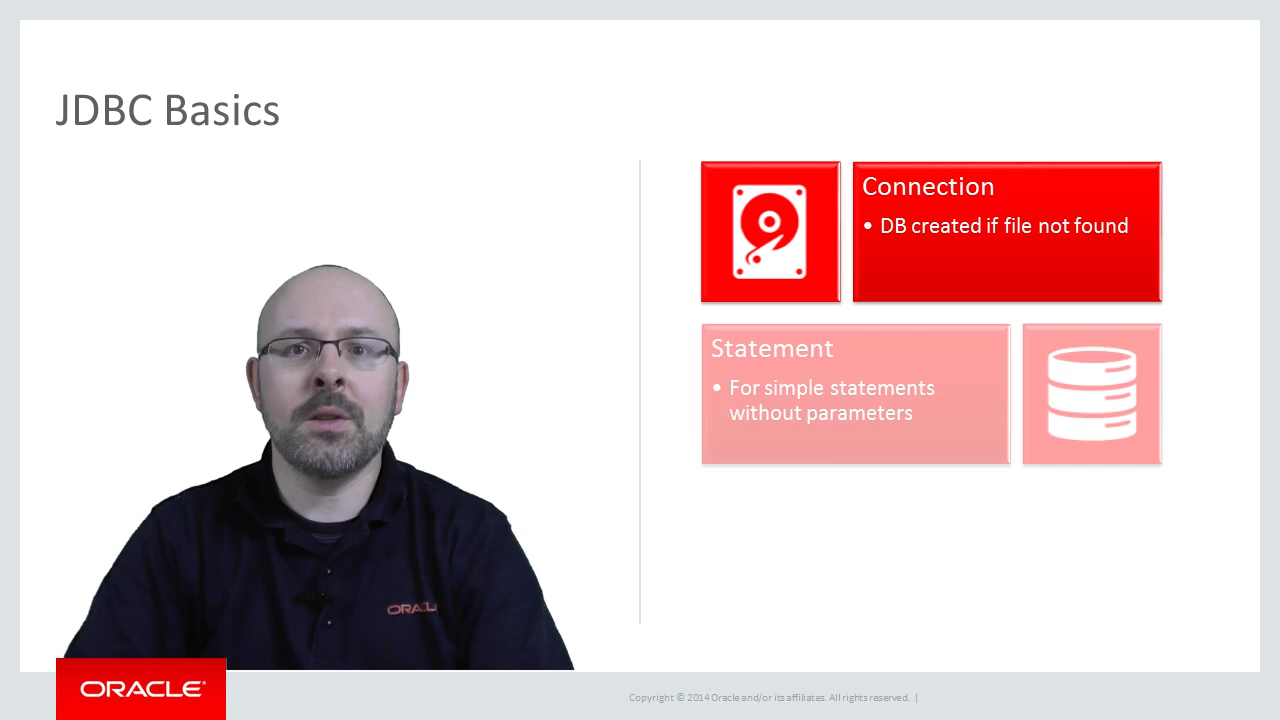 JDBC Basics
Connection
• DB created if file not found
Statement
• For simple statements
without parameters
ORACL
ORACLE®
Copyright © 2014 Oracle and/or its affiliates. All rights reserved. |